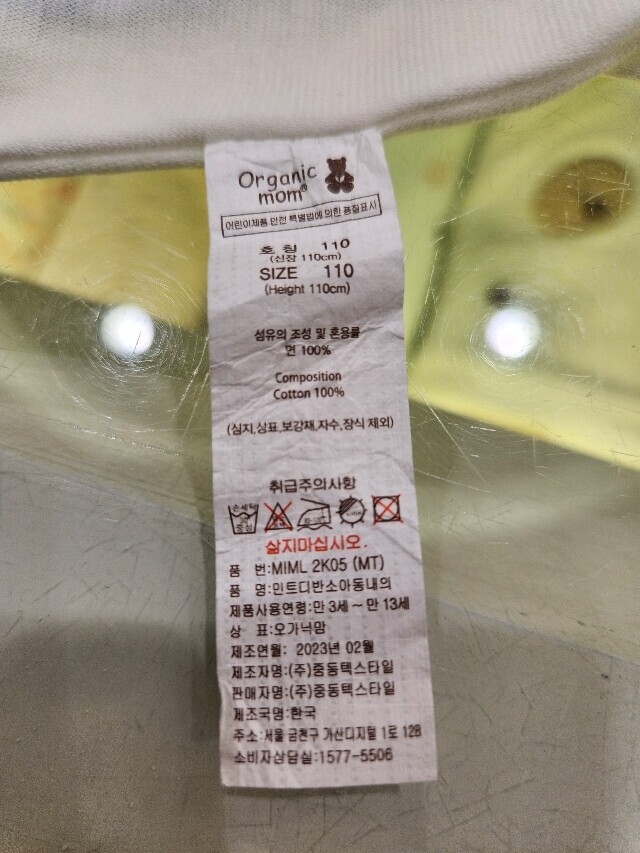 Organic
mom®
어린이제품 안전 특별법에 의한 품질표시
호 칭 110
(신장 110cm)
SIZE 110
(Height 110cm)
섬유의 조성 및 혼용률
면 100%
Composition
Cotton 100%
(심지,상표,보강재,자수,장식 제외)
취급주의사항
손세탁
30
중성
삶지마십시오.
품 번:MIML 2K05 (MT)
품 명:민트디반소아동내의
제품사용연령:만 3세 ~ 만 13세
상 표:오가닉맘
제조연월: 2023년 02월
제조자명:(주)중동텍스타일
판매자명:(주)중동텍스타일
제조국명:한국
주소:서울 금천구 가산디지털 1로 128
소비자상담실:1577-5506